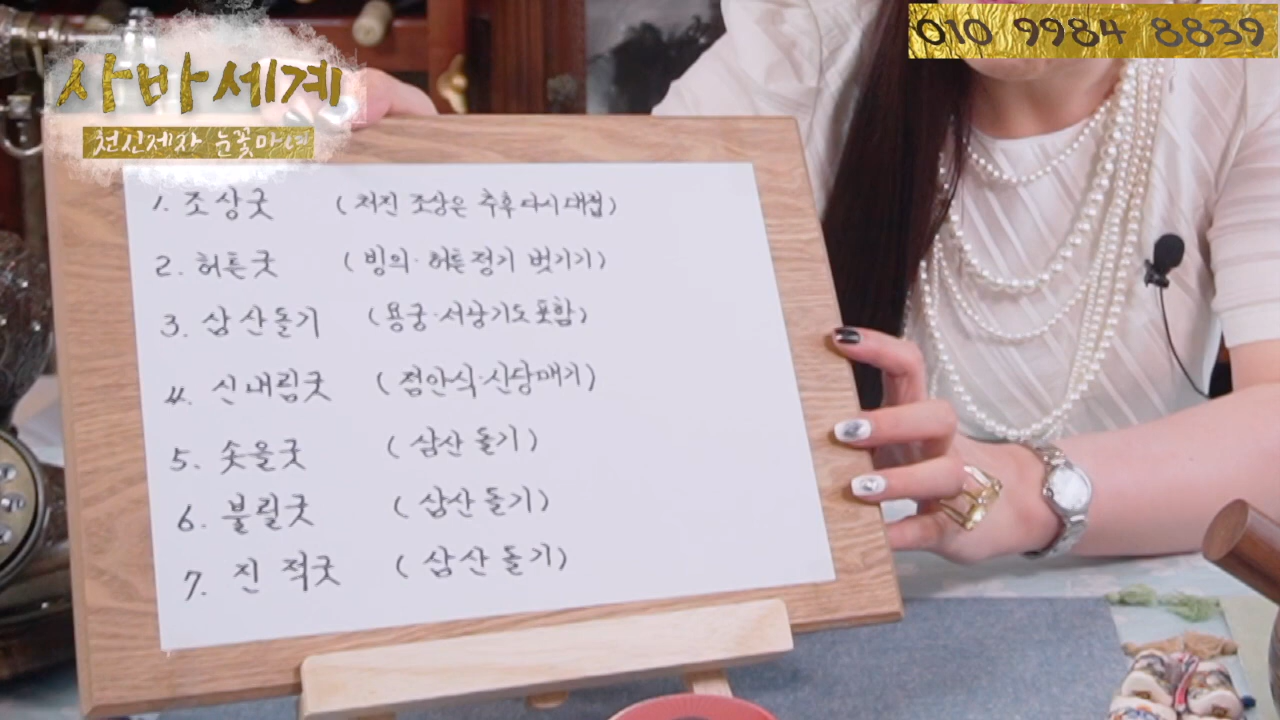 사바세계
천신제자 눈꽃마녀
010 9984 8839
1. 조상굿 (처진 조상은 추후 다시 대접)
2. 허튼굿 (빙의·허튼정기 벗기기)
3. 삼산돌기 (용궁·서낭기도 포함)
4. 신내림굿 (점안식·신당매기)
5. 솟을굿 (삼산돌기)
6. 불릴굿 (삼산돌기)
7. 진적굿 (삼산돌기)